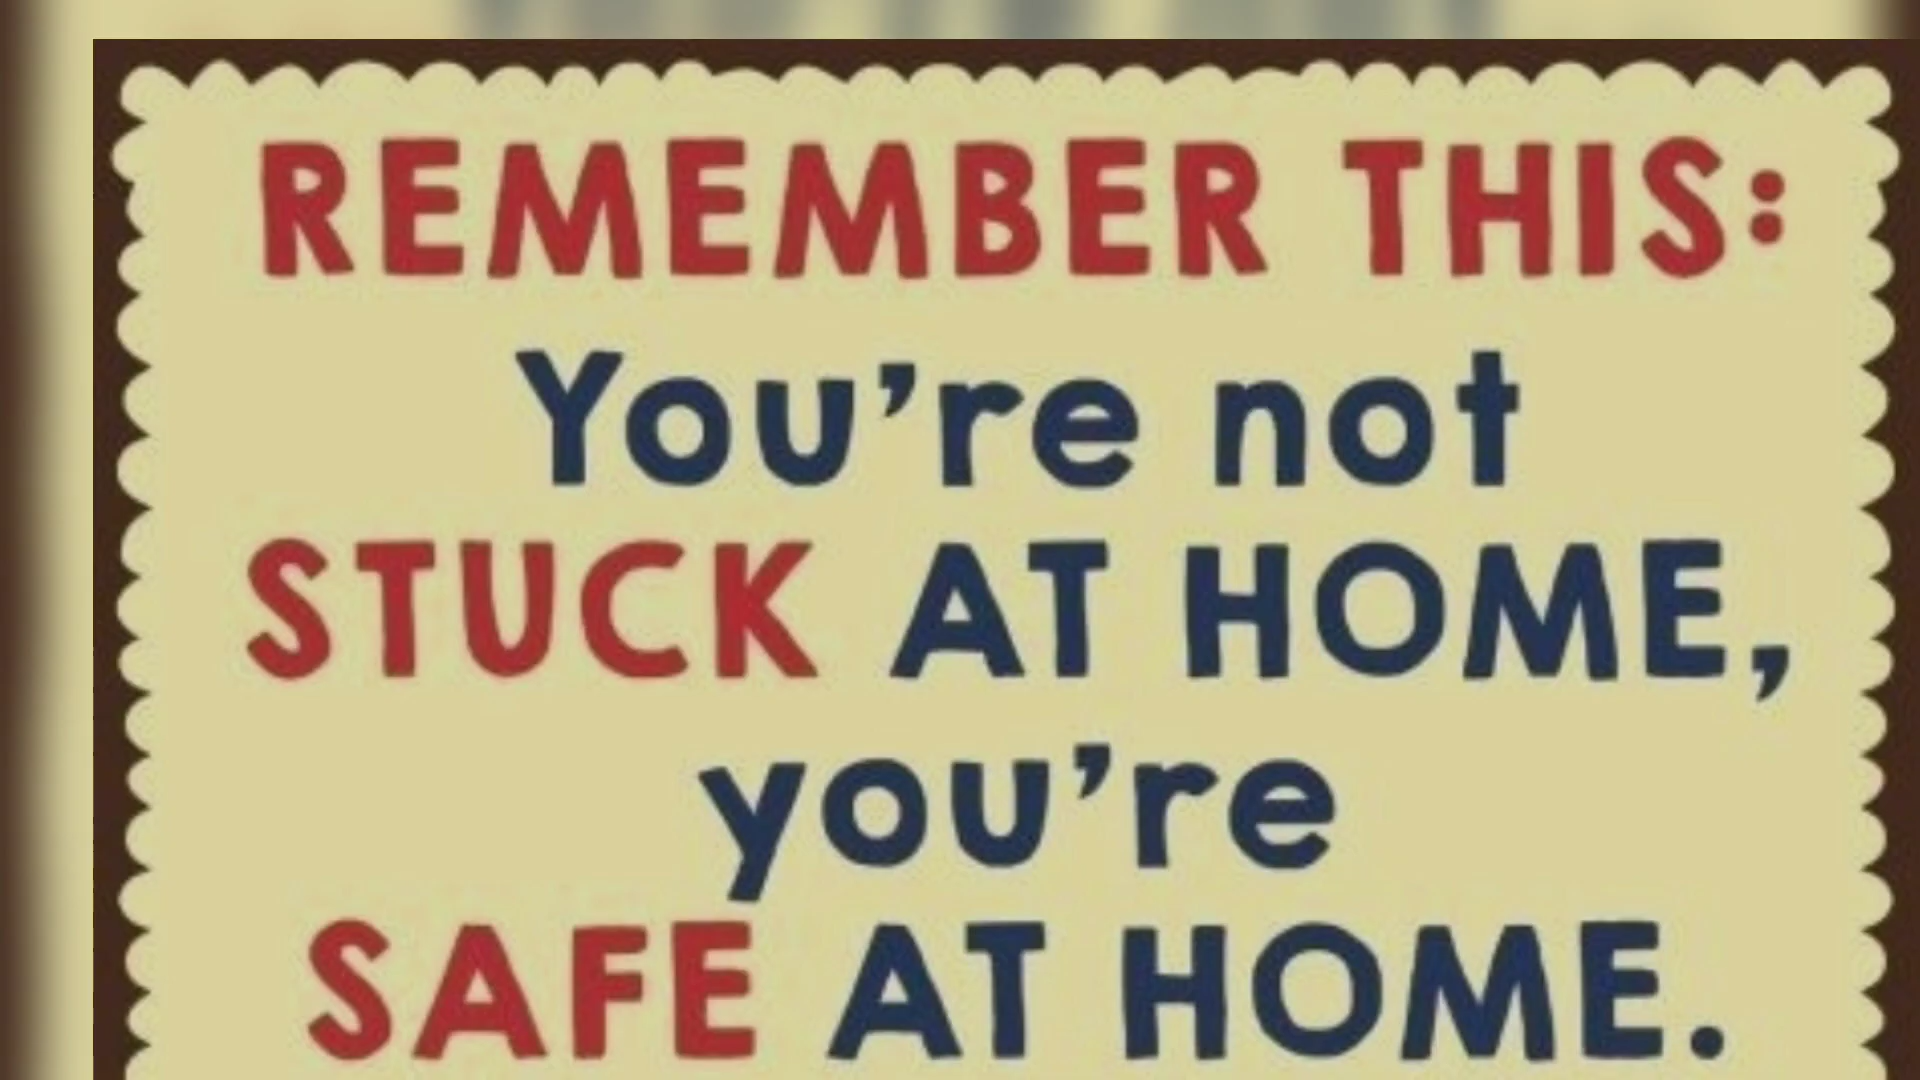 REMEMBER THIS:
You're not
STUCK AT HOME,
you're
SAFE AT HOME.